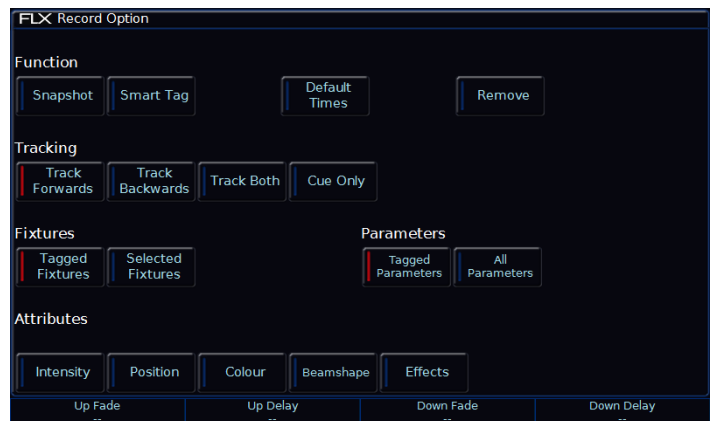 FLX Record Option
Function
Snapshot Smart Tag Default Times Remove
Tracking
Track Forwards Track Backwards Track Both Cue Only
Fixtures Parameters
Tagged Fixtures Selected Fixtures Tagged Parameters All Parameters
Attributes
Intensity Position Colour Beamshape Effects
Up Fade Up Delay Down Fade Down Delay
-- -- -- --